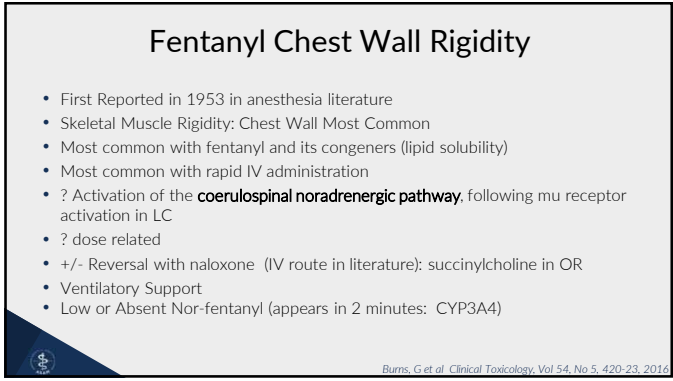 Fentanyl Chest Wall Rigidity
• First Reported in 1953 in anesthesia literature
• Skeletal Muscle Rigidity: Chest Wall Most Common
• Most common with fentanyl and its congeners (lipid solubility)
• Most common with rapid IV administration
• ? Activation of the coerulospinal noradrenergic pathway, following mu receptor
activation in LC
• ? dose related
• +/- Reversal with naloxone (IV route in literature): succinylcholine in OR
• Ventilatory Support
• Low or Absent Nor-fentanyl (appears in 2 minutes: CYP3A4)
Burns, G et al Clinical Toxicology, Vol 54, No 5, 420-23, 2016